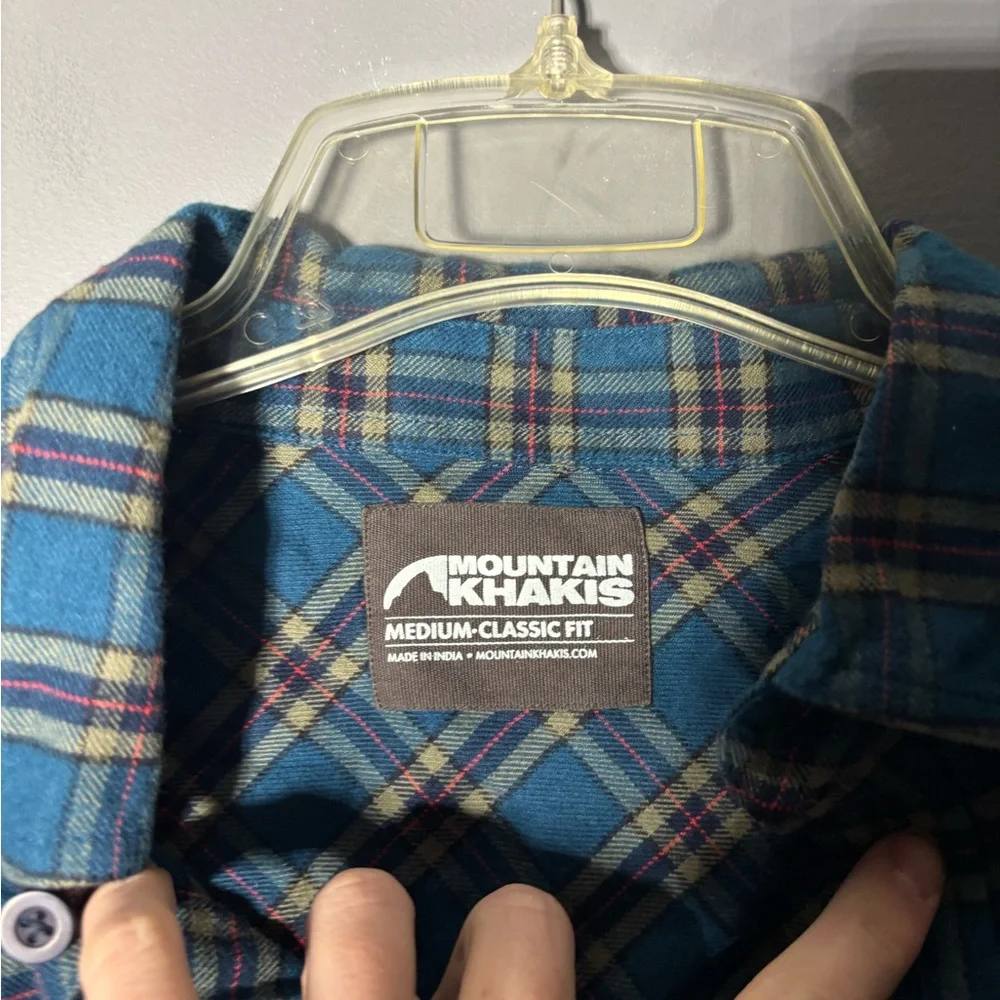 MOUNTAIN
KHAKIS
MEDIUM•CLASSIC FIT
MADE IN INDIA • MOUNTAINKHAKIS.COM